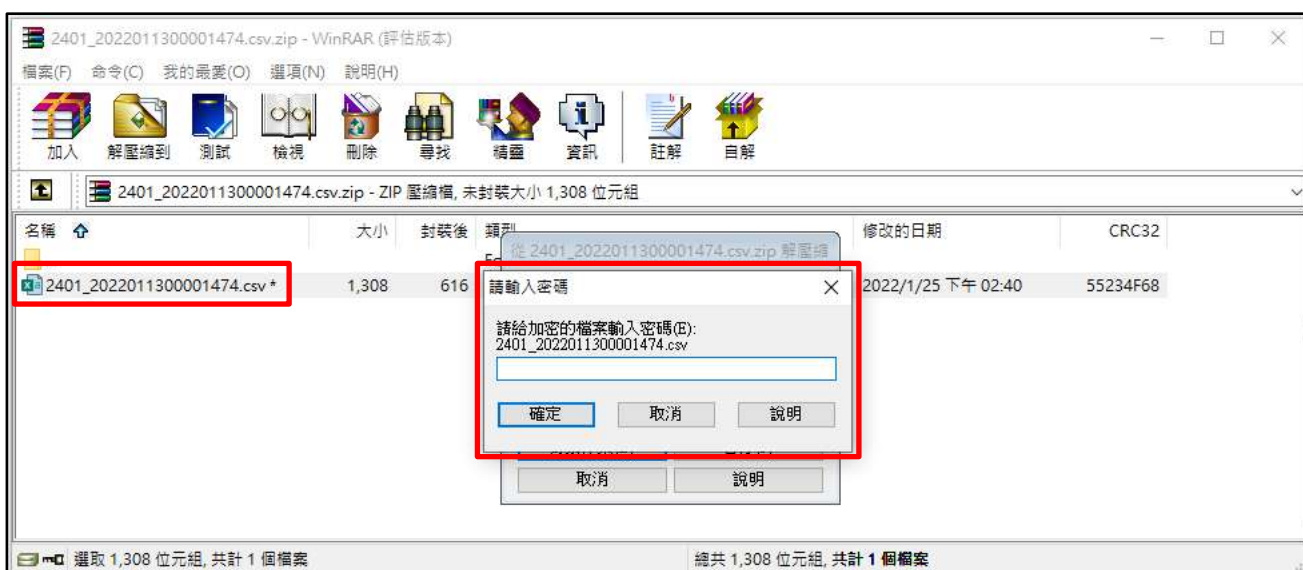 2401_2022011300001474.csv.zip - WinRAR (評估版本)
檔案(F) 命令(C) 我的最愛(O) 選項(N) 說明(H)
加入 解壓縮到 測試 檢視 刪除 尋找 精靈 資訊 註解 自解
2401_2022011300001474.csv.zip - ZIP 壓縮檔, 未封裝大小 1,308 位元組
名稱 大小 封裝後 類型 修改的日期 CRC32
從 2401_2022011300001474.csv.zip 解壓縮
2401_2022011300001474.csv * 1,308 616 2022/1/25 下午 02:40 55234F68
請輸入密碼
請給加密的檔案輸入密碼(E):
2401_2022011300001474.csv
確定 取消 說明
取消 說明
選取 1,308 位元組, 共計 1 個檔案 總共 1,308 位元組, 共計 1 個檔案